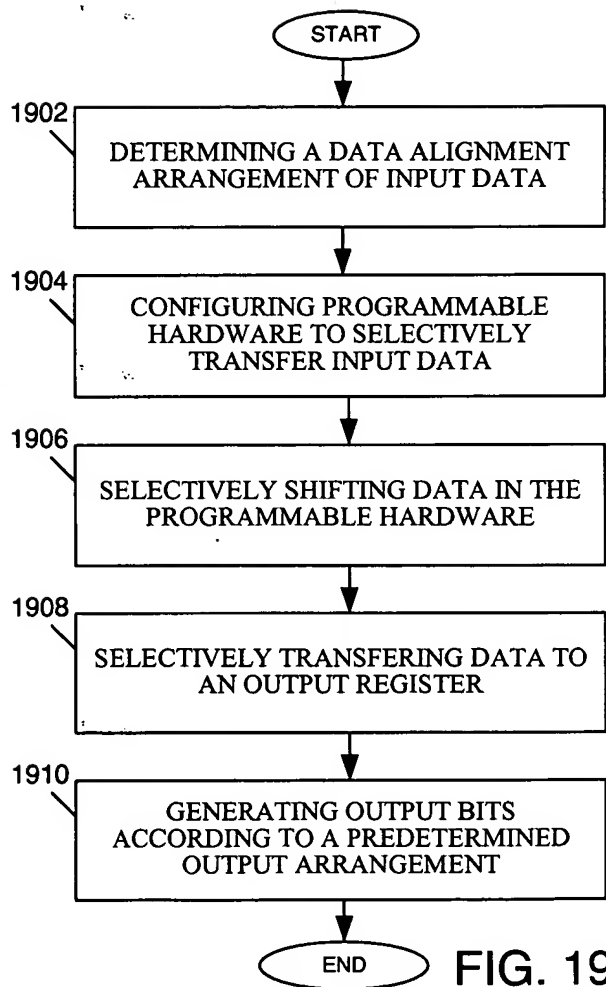 START
1902
DETERMINING A DATA ALIGNMENT
ARRANGEMENT OF INPUT DATA
1904
CONFIGURING PROGRAMMABLE
HARDWARE TO SELECTIVELY
TRANSFER INPUT DATA
1906
SELECTIVELY SHIFTING DATA IN THE
PROGRAMMABLE HARDWARE
1908
SELECTIVELY TRANSFERING DATA TO
AN OUTPUT REGISTER
1910
GENERATING OUTPUT BITS
ACCORDING TO A PREDETERMINED
OUTPUT ARRANGEMENT
END
FIG. 19